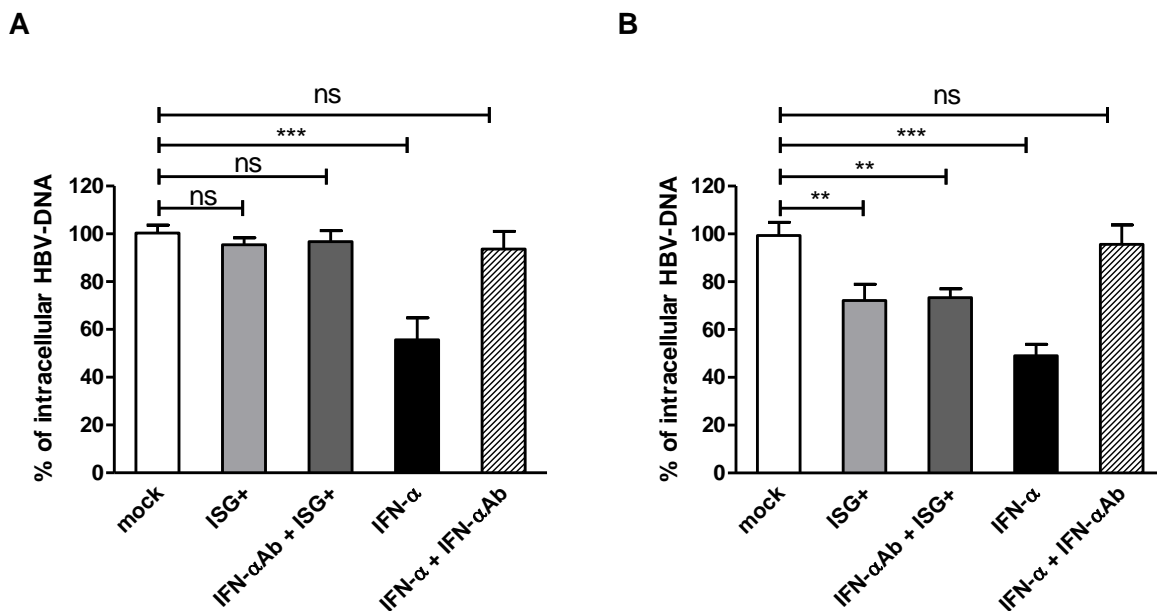 A
ns
***
ns
ns
% of intracellular HBV-DNA
120
100
80
60
40
20
0
mock
ISG+
IFN-αAb + ISG+
IFN-α
IFN-α + IFN-αAb
B
ns
***
**
**
% of intracellular HBV-DNA
120
100
80
60
40
20
0
mock
ISG+
IFN-αAb + ISG+
IFN-α
IFN-α + IFN-αAb